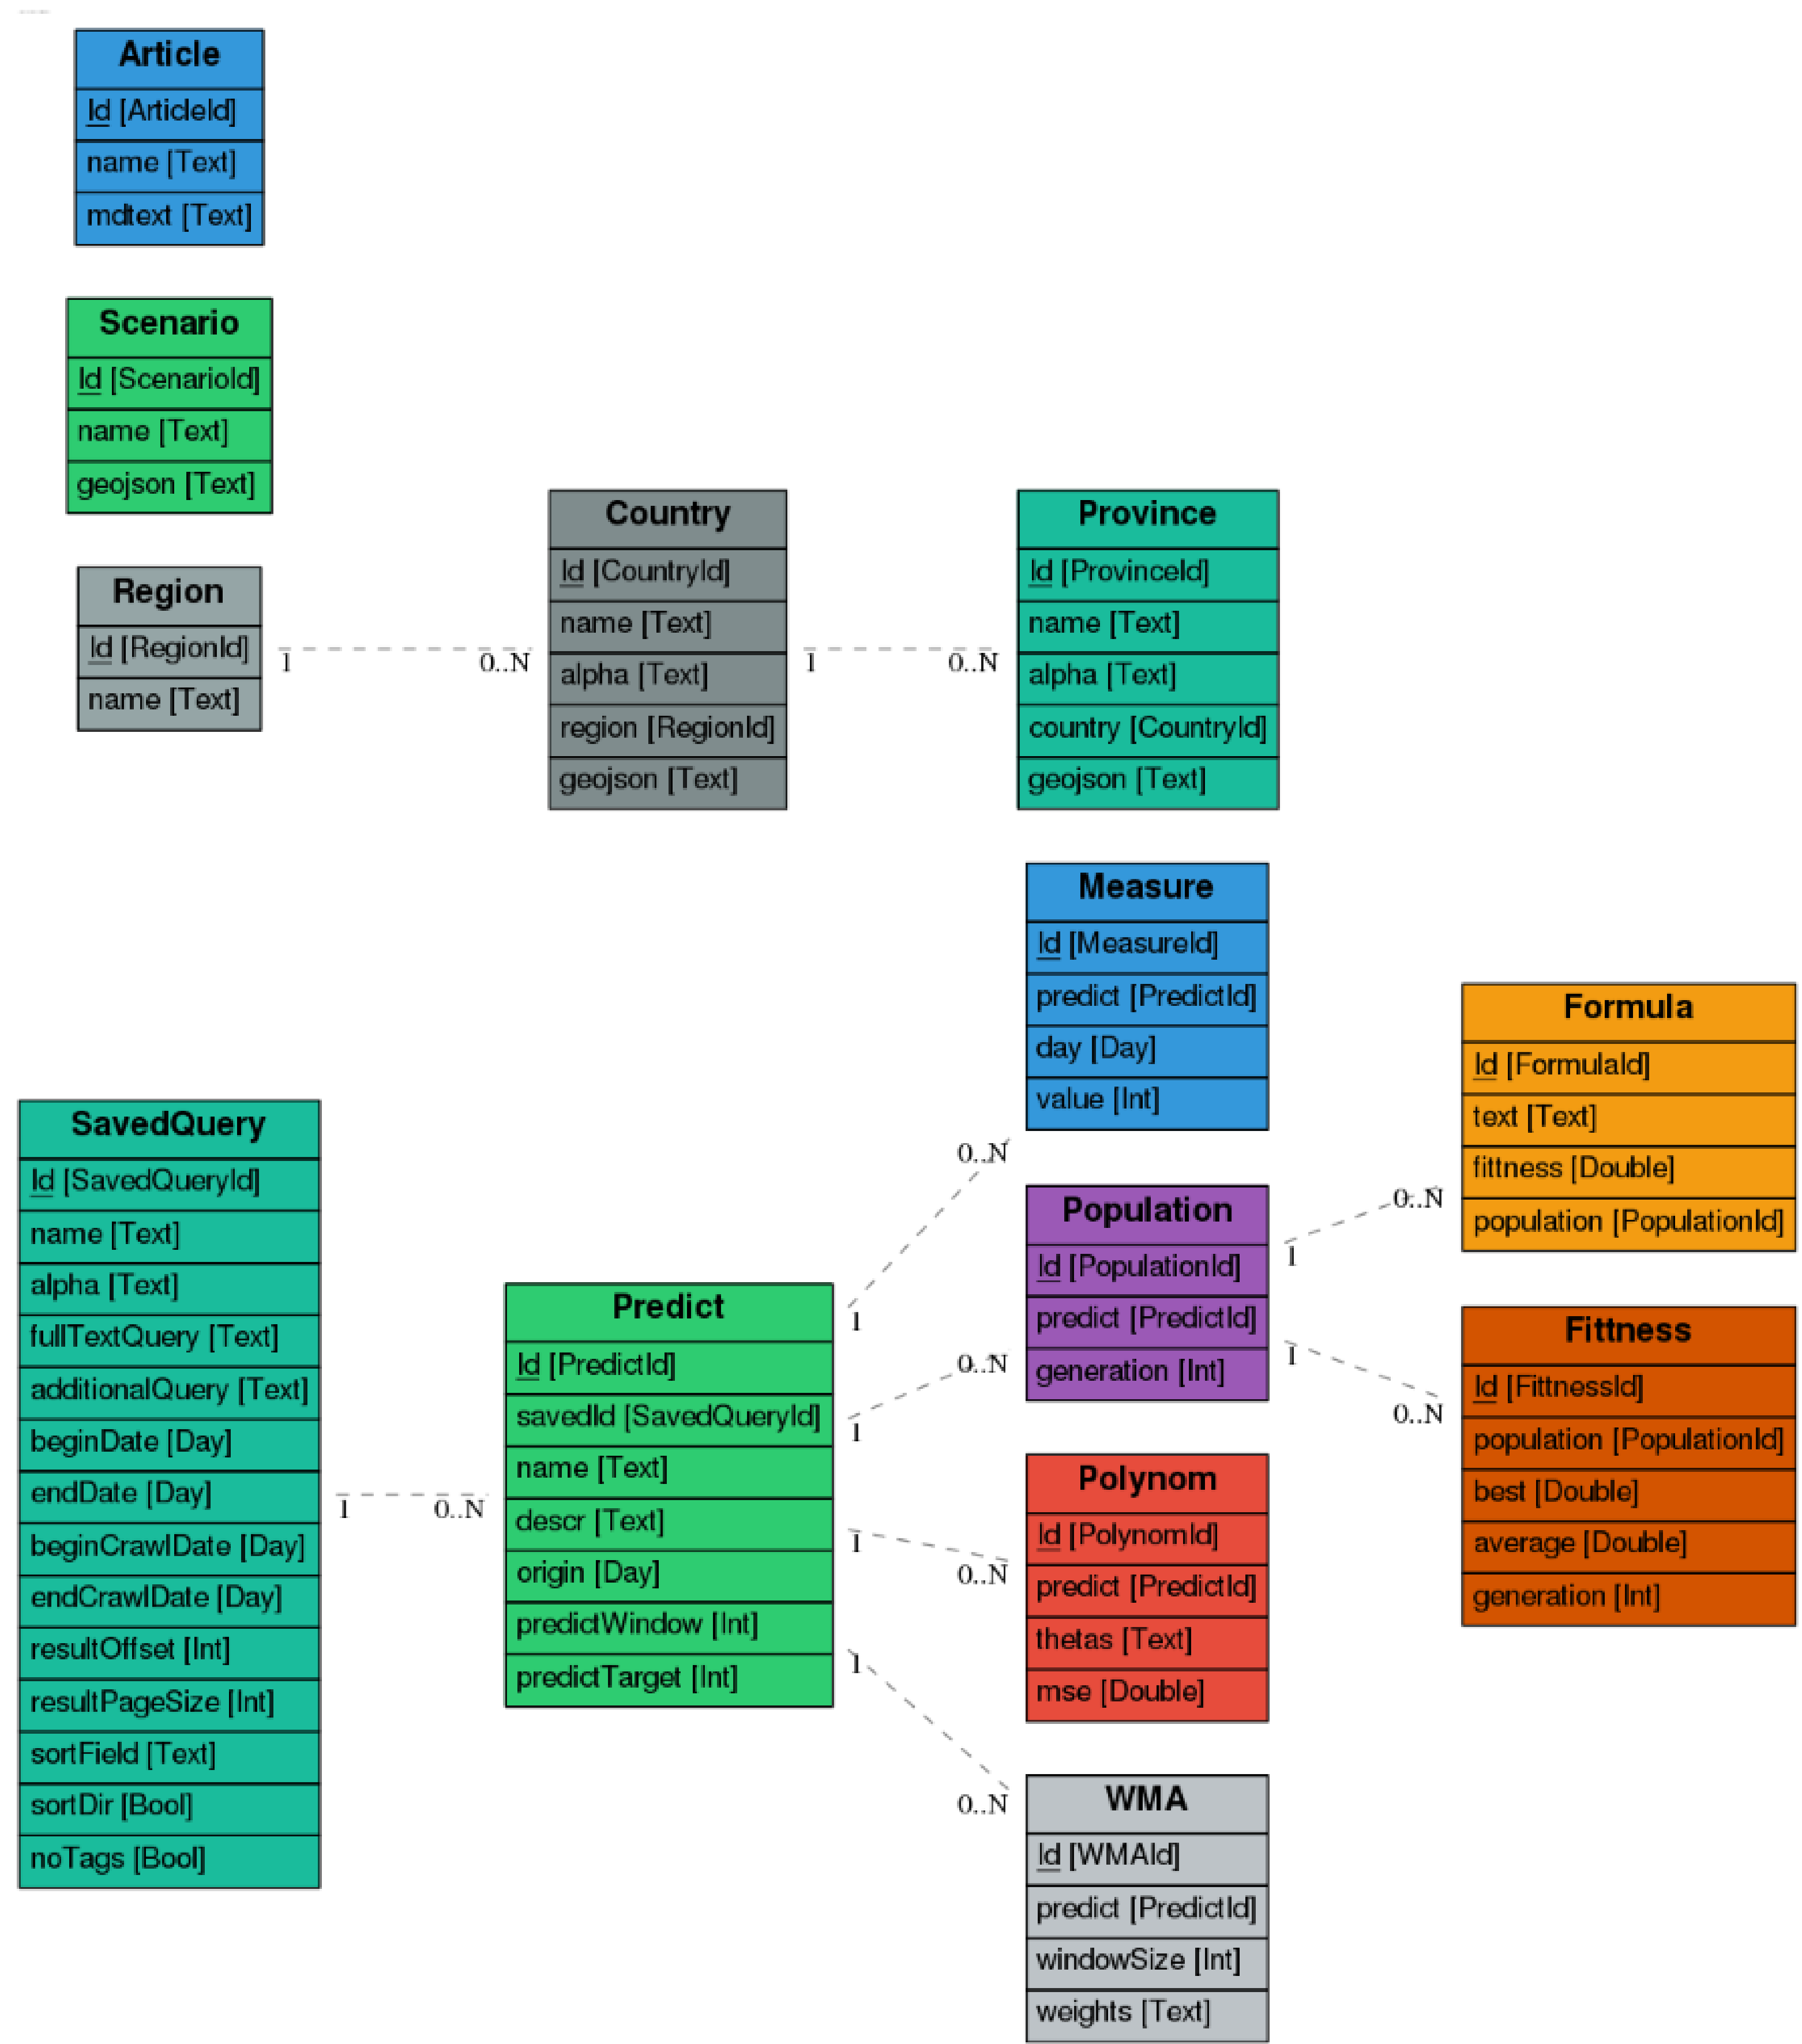 Article
Id [ArticleId]
name [Text]
mdtext [Text]
Scenario
Id [ScenarioId]
name [Text]
geojson [Text]
Region
Id [RegionId]
name [Text]
1
0..N
Country
Id [CountryId]
name [Text]
alpha [Text]
region [RegionId]
geojson [Text]
1
0..N
Province
Id [ProvinceId]
name [Text]
alpha [Text]
country [CountryId]
geojson [Text]
SavedQuery
Id [SavedQueryId]
name [Text]
alpha [Text]
fullTextQuery [Text]
additionalQuery [Text]
beginDate [Day]
endDate [Day]
beginCrawlDate [Day]
endCrawlDate [Day]
resultOffset [Int]
resultPageSize [Int]
sortField [Text]
sortDir [Bool]
noTags [Bool]
1
0..N
Predict
Id [PredictId]
savedId [SavedQueryId]
name [Text]
descr [Text]
origin [Day]
predictWindow [Int]
predictTarget [Int]
1
0..N
1
0..N
1
0..N
1
0..N
Measure
Id [MeasureId]
predict [PredictId]
day [Day]
value [Int]
Population
Id [PopulationId]
predict [PredictId]
generation [Int]
1
0..N
1
0..N
Polynom
Id [PolynomId]
predict [PredictId]
thetas [Text]
mse [Double]
WMA
Id [WMAId]
predict [PredictId]
windowSize [Int]
weights [Text]
Formula
Id [FormulaId]
text [Text]
fittness [Double]
population [PopulationId]
Fittness
Id [FittnessId]
population [PopulationId]
best [Double]
average [Double]
generation [Int]